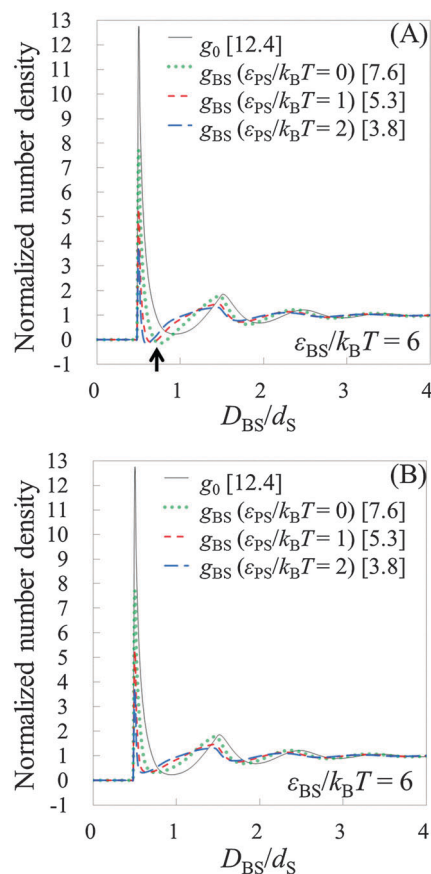 13
12
11
10
9
8
7
6
5
4
3
2
1
0
-1
Normalized number density
(A)
g0 [12.4]
gBS (εPS/kBT = 0) [7.6]
gBS (εPS/kBT = 1) [5.3]
gBS (εPS/kBT = 2) [3.8]
εBS/kBT = 6
0 1 2 3 4
DBS/dS
13
12
11
10
9
8
7
6
5
4
3
2
1
0
-1
Normalized number density
(B)
g0 [12.4]
gBS (εPS/kBT = 0) [7.6]
gBS (εPS/kBT = 1) [5.3]
gBS (εPS/kBT = 2) [3.8]
εBS/kBT = 6
0 1 2 3 4
DBS/dS